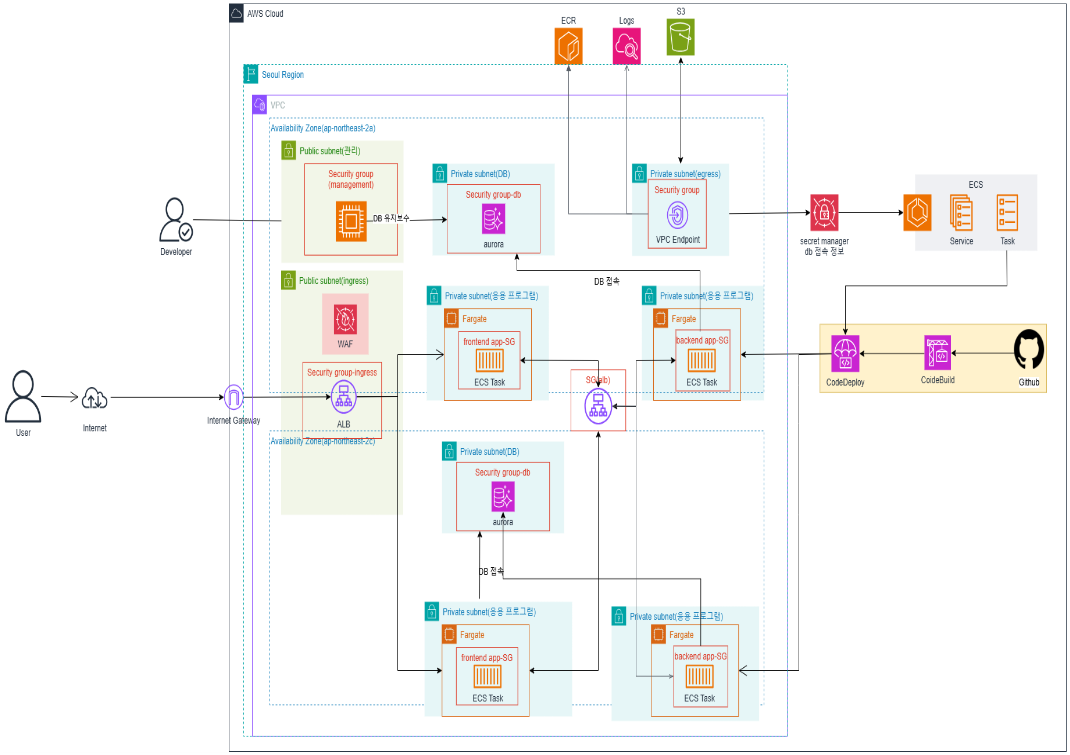 AWS Cloud
ECR
Logs
S3
Seoul Region
VPC
Availability Zone(ap-northeast-2a)
Public subnet(관리)
Security group
(management)
Private subnet(DB)
Security group-db
aurora
DB 유지보수
Private subnet(egress)
Security group
VPC Endpoint
secret manager
db 접속 정보
ECS
Service
Task
Developer
Public subnet(ingress)
WAF
Security group-ingress
ALB
DB 접속
Private subnet(응용 프로그램)
Fargate
frontend app-SG
ECS Task
Private subnet(응용 프로그램)
Fargate
backend app-SG
ECS Task
SG(alb)
CodeDeploy
CoideBuild
Github
User
Internet
Internet Gateway
Availability Zone(ap-northeast-2c)
Private subnet(DB)
Security group-db
aurora
DB 접속
Private subnet(응용 프로그램)
Fargate
frontend app-SG
ECS Task
Private subnet(응용 프로그램)
Fargate
backend app-SG
ECS Task